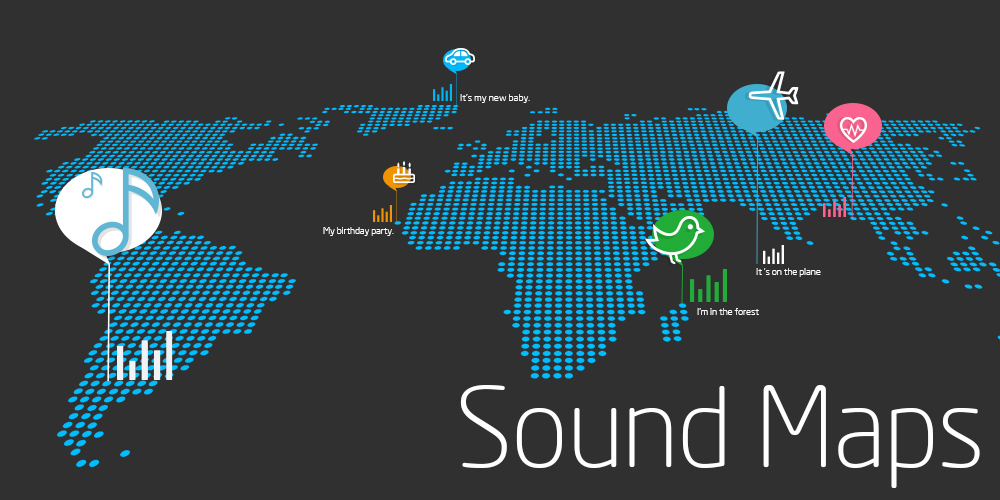 It's my new baby.
My birthday party.
It 's on the plane
I'm in the forest
Sound Maps